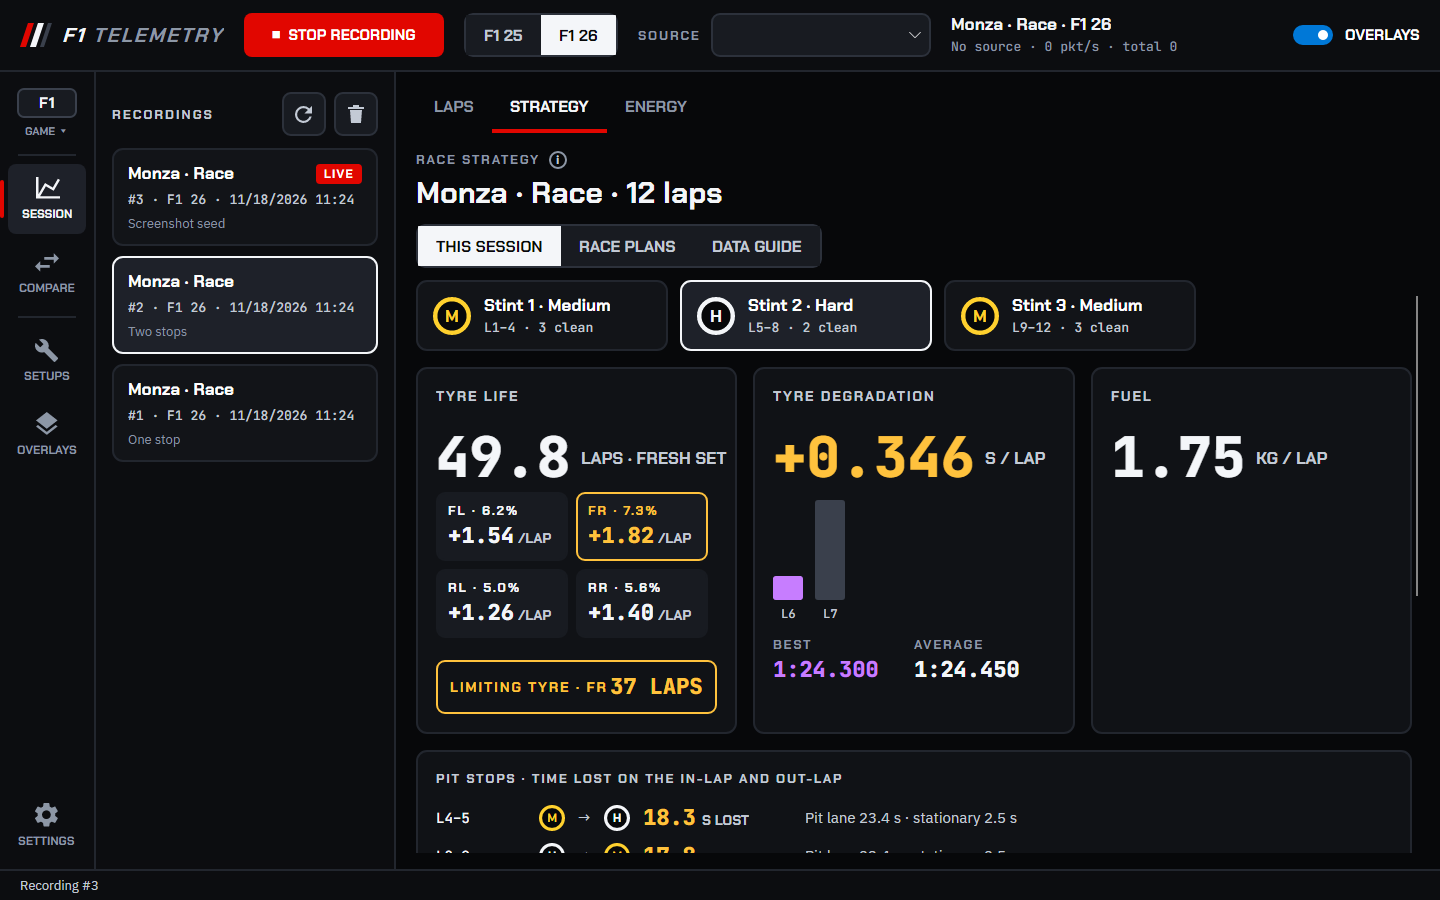 F1 TELEMETRY
STOP RECORDING
F1 25
F1 26
SOURCE
Monza · Race · F1 26
No source · 0 pkt/s · total 0
OVERLAYS
F1
GAME
SESSION
COMPARE
SETUPS
OVERLAYS
SETTINGS
RECORDINGS
Monza · Race
LIVE
#3 · F1 26 · 11/18/2026 11:24
Screenshot seed
Monza · Race
#2 · F1 26 · 11/18/2026 11:24
Two stops
Monza · Race
#1 · F1 26 · 11/18/2026 11:24
One stop
LAPS
STRATEGY
ENERGY
RACE STRATEGY
Monza · Race · 12 laps
THIS SESSION
RACE PLANS
DATA GUIDE
M
Stint 1 · Medium
L1–4 · 3 clean
H
Stint 2 · Hard
L5–8 · 2 clean
M
Stint 3 · Medium
L9–12 · 3 clean
TYRE LIFE
49.8 LAPS · FRESH SET
FL · 6.2%
+1.54 /LAP
FR · 7.3%
+1.82 /LAP
RL · 5.0%
+1.26 /LAP
RR · 5.6%
+1.40 /LAP
LIMITING TYRE · FR 37 LAPS
TYRE DEGRADATION
+0.346 S / LAP
L6
L7
BEST
1:24.300
AVERAGE
1:24.450
FUEL
1.75 KG / LAP
PIT STOPS · TIME LOST ON THE IN-LAP AND OUT-LAP
L4–5 M → H 18.3 S LOST Pit lane 23.4 s · stationary 2.5 s
Recording #3